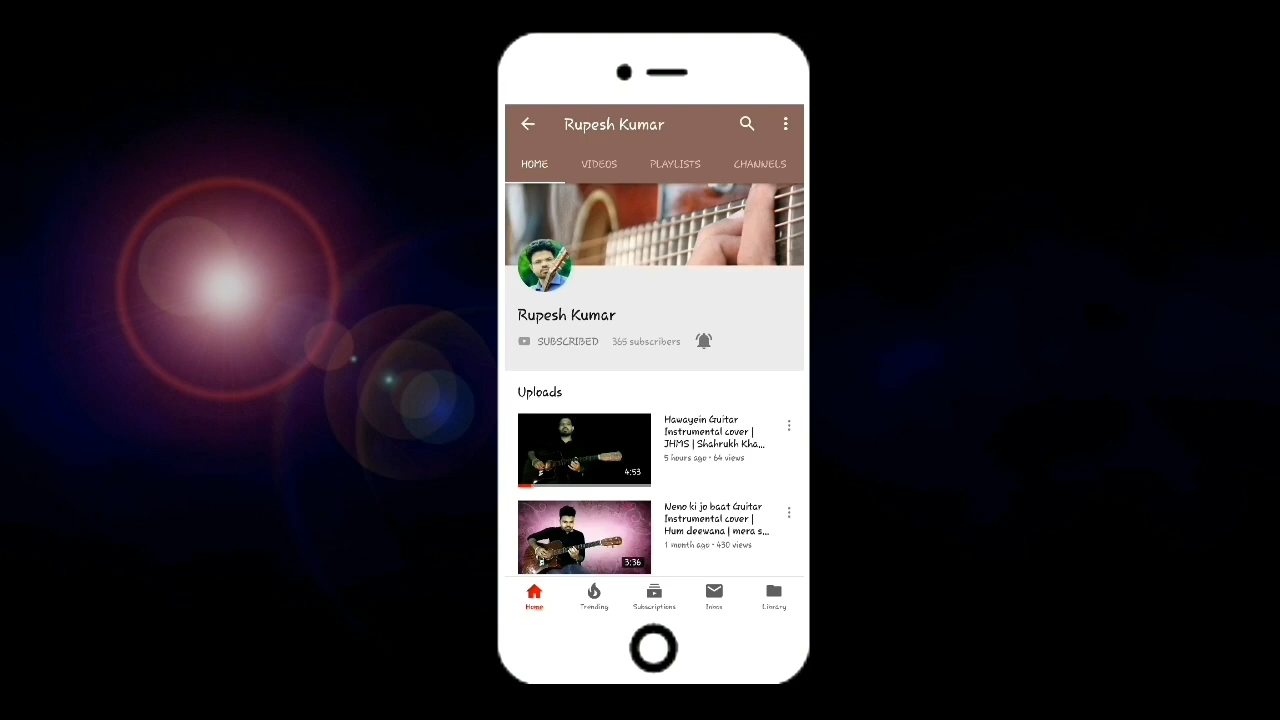 Rupesh Kumar
HOME VIDEOS PLAYLISTS CHANNELS
Rupesh Kumar
SUBSCRIBED 365 subscribers
Uploads
Hawayein Guitar
Instrumental cover |
JHMS | Shahrukh Kha...
5 hours ago • 64 views
4:53
Neno ki jo baat Guitar
Instrumental cover |
Hum deewana | mera s...
1 month ago • 430 views
3:36
Home Trending Subscriptions Inbox Library